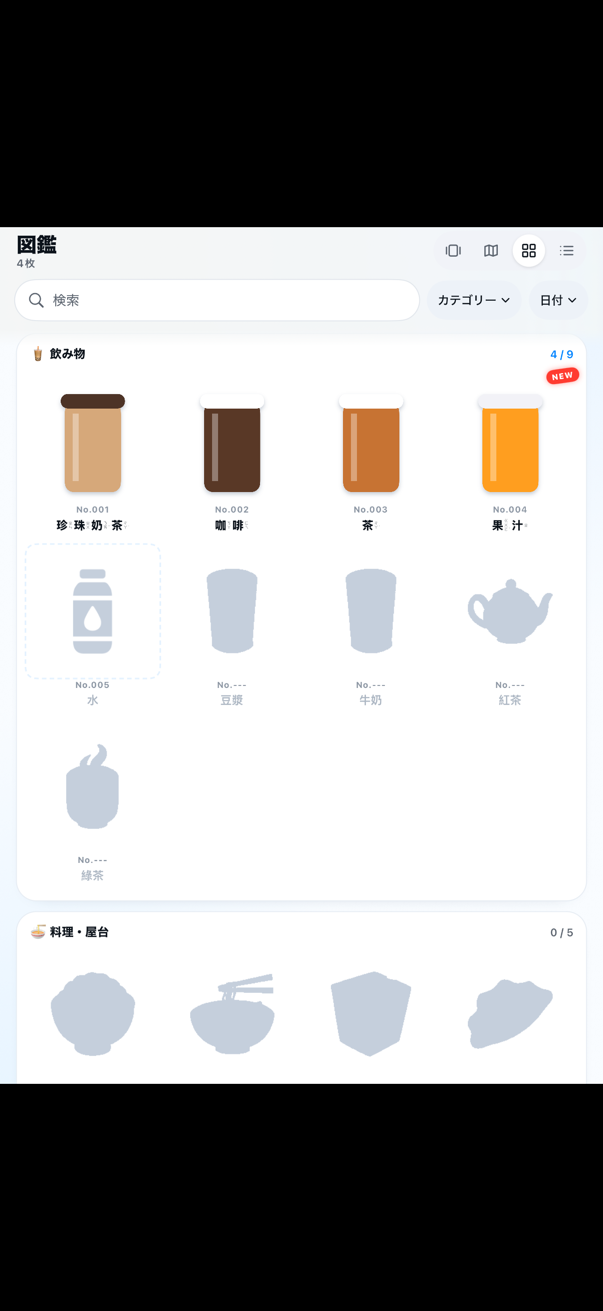 図鑑
4枚
検索
カテゴリー
日付
飲み物
4 / 9
NEW
No.001
No.002
No.003
No.004
珍珠奶茶
咖啡
茶
果汁
No.005
No.---
No.---
No.---
水
豆漿
牛奶
紅茶
No.---
綠茶
料理・屋台
0 / 5